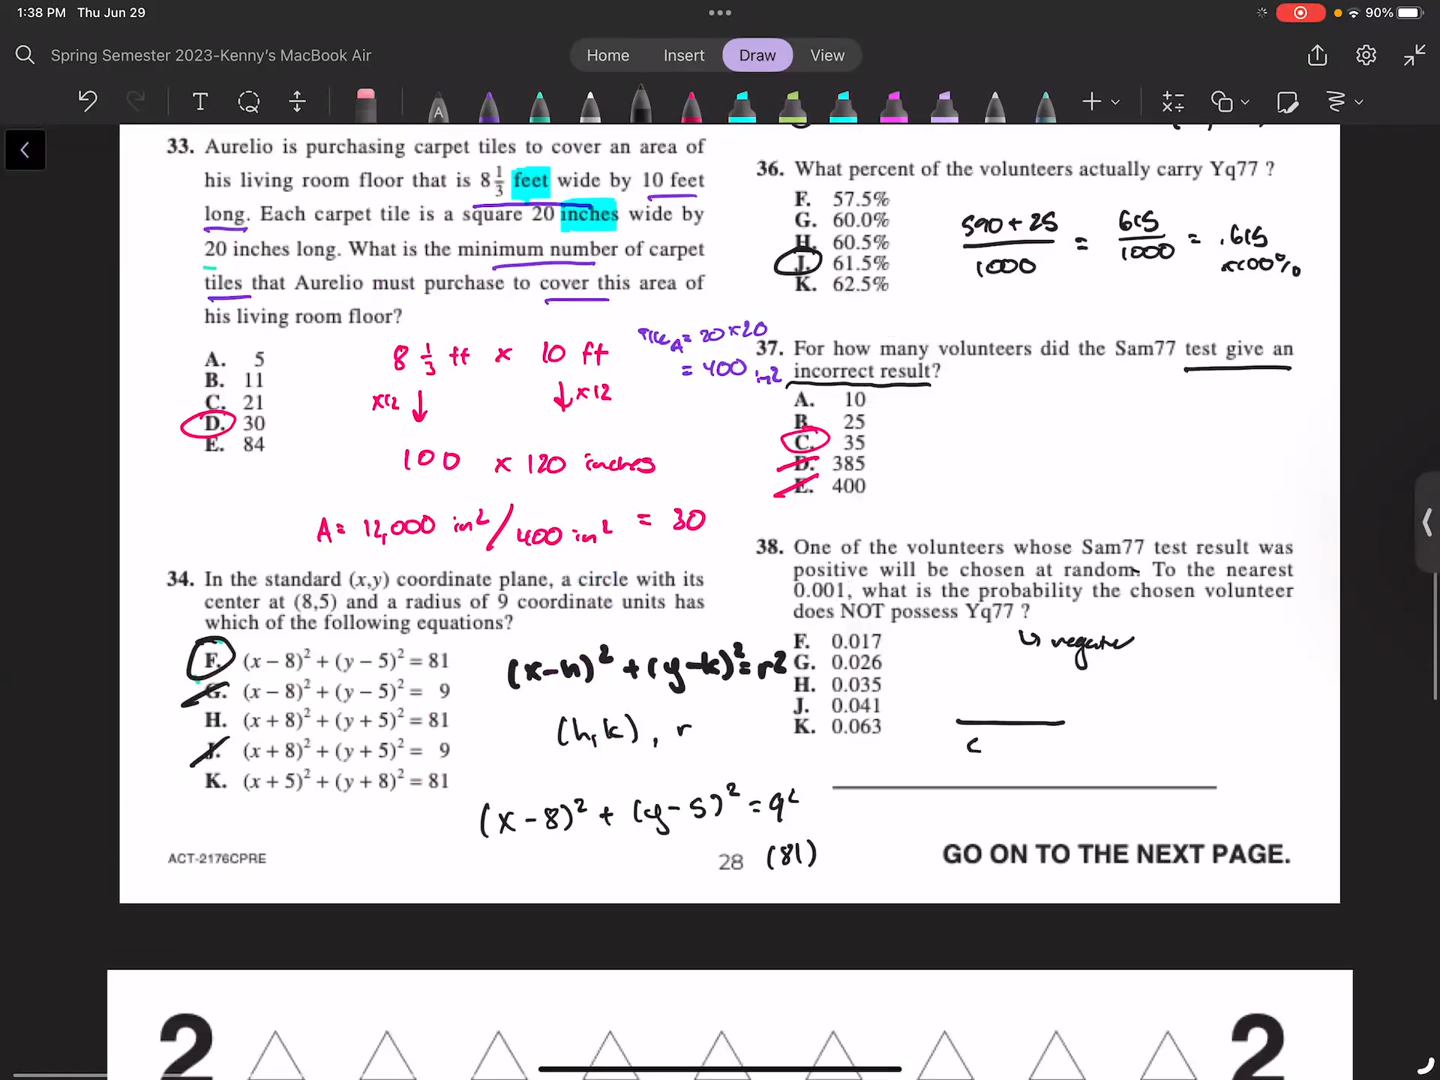 1:38 PM Thu Jun 29
90%
Spring Semester 2023-Kenny's MacBook Air
Home Insert Draw View
33. Aurelio is purchasing carpet tiles to cover an area of
his living room floor that is 8 1/3 feet wide by 10 feet
long. Each carpet tile is a square 20 inches wide by
20 inches long. What is the minimum number of carpet
tiles that Aurelio must purchase to cover this area of
his living room floor?
A. 5
B. 11
C. 21
D. 30
E. 84
8 1/3 ft x 10 ft
x12 ↓ ↓ x12
100 x 120 inches
A = 12,000 in² / 400 in² = 30
A = 20 x 20
= 400 in²
34. In the standard (x,y) coordinate plane, a circle with its
center at (8,5) and a radius of 9 coordinate units has
which of the following equations?
F. (x − 8)² + (y − 5)² = 81
G. (x − 8)² + (y − 5)² = 9
H. (x + 8)² + (y + 5)² = 81
J. (x + 8)² + (y + 5)² = 9
K. (x + 5)² + (y + 8)² = 81
(x-h)² + (y-k)² = r²
(h,k), r
(x-8)² + (y-5)² = 9²
(81)
ACT-2176CPRE
28
36. What percent of the volunteers actually carry Yq77 ?
F. 57.5%
G. 60.0%
H. 60.5%
J. 61.5%
K. 62.5%
590 + 25 / 1000 = 615 / 1000 = .615
x100%
37. For how many volunteers did the Sam77 test give an
incorrect result?
A. 10
B. 25
C. 35
D. 385
E. 400
38. One of the volunteers whose Sam77 test result was
positive will be chosen at random. To the nearest
0.001, what is the probability the chosen volunteer
does NOT possess Yq77 ?
F. 0.017
G. 0.026
H. 0.035
J. 0.041
K. 0.063
↳ negative
GO ON TO THE NEXT PAGE.
2 2